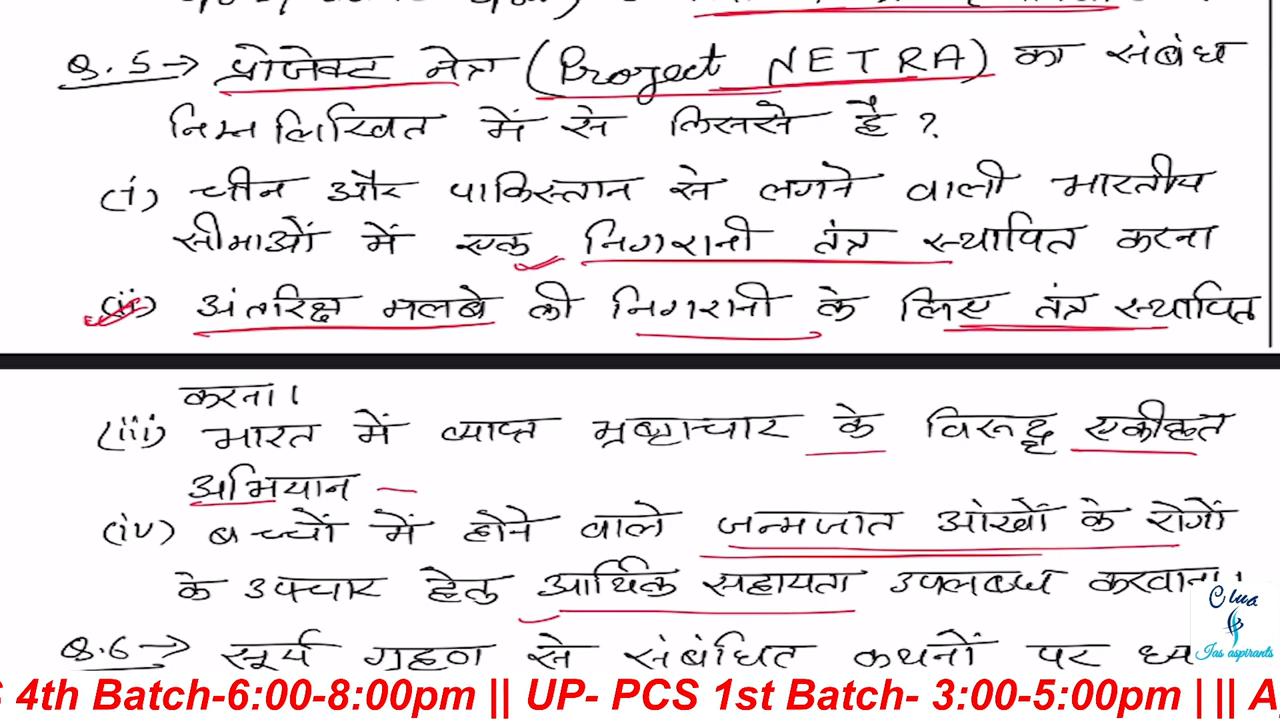 Q.5→ प्रोजेक्ट नेत्रा (Project NETRA) का संबंध
निम्नलिखित में से किससे है ?
(i) चीन और पाकिस्तान से लगने वाली भारतीय
सीमाओं में एक निगरानी तंत्र स्थापित करना
(ii) अंतरिक्ष मलबे की निगरानी के लिए तंत्र स्थापित
करना।
(iii) भारत में व्याप्त भ्रष्टाचार के विरूद्ध एकीकृत
अभियान
(iv) बच्चों में होने वाले जन्मजात आंखों के रोगों
के उपचार हेतु आर्थिक सहायता उपलब्ध करवाना।
Clue
Ias aspirants
Q.6→ सूर्य ग्रहण से संबंधित कथनों पर ध्य
S 4th Batch-6:00-8:00pm || UP- PCS 1st Batch- 3:00-5:00pm | || A